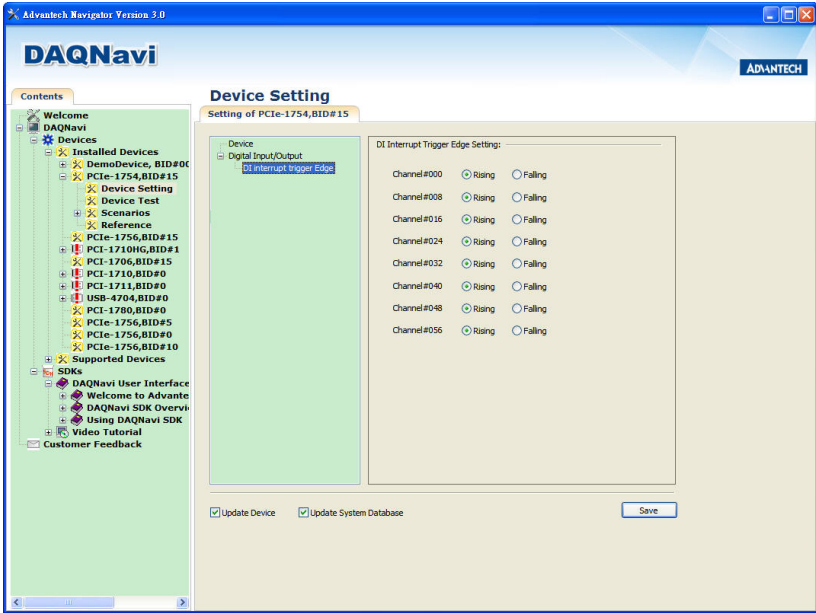 Advantech Navigator Version 3.0
DAQNavi
ADVANTECH
Contents
Welcome
DAQNavi
Devices
Installed Devices
DemoDevice, BID#0(
PCIe-1754,BID#15
Device Setting
Device Test
Scenarios
Reference
PCIe-1756,BID#15
PCI-1710HG,BID#1
PCI-1706,BID#15
PCI-1710,BID#0
PCI-1711,BID#0
USB-4704,BID#0
PCI-1780,BID#0
PCIe-1756,BID#5
PCIe-1756,BID#0
PCIe-1756,BID#10
Supported Devices
SDKs
DAQNavi User Interface
Welcome to Advante
DAQNavi SDK Overvi
Using DAQNavi SDK
Video Tutorial
Customer Feedback
Device Setting
Setting of PCIe-1754,BID#15
Device
Digital Input/Output
DI interrupt trigger Edge
DI Interrupt Trigger Edge Setting:
Channel#000 Rising Falling
Channel#008 Rising Falling
Channel#016 Rising Falling
Channel#024 Rising Falling
Channel#032 Rising Falling
Channel#040 Rising Falling
Channel#048 Rising Falling
Channel#056 Rising Falling
Update Device Update System Database Save